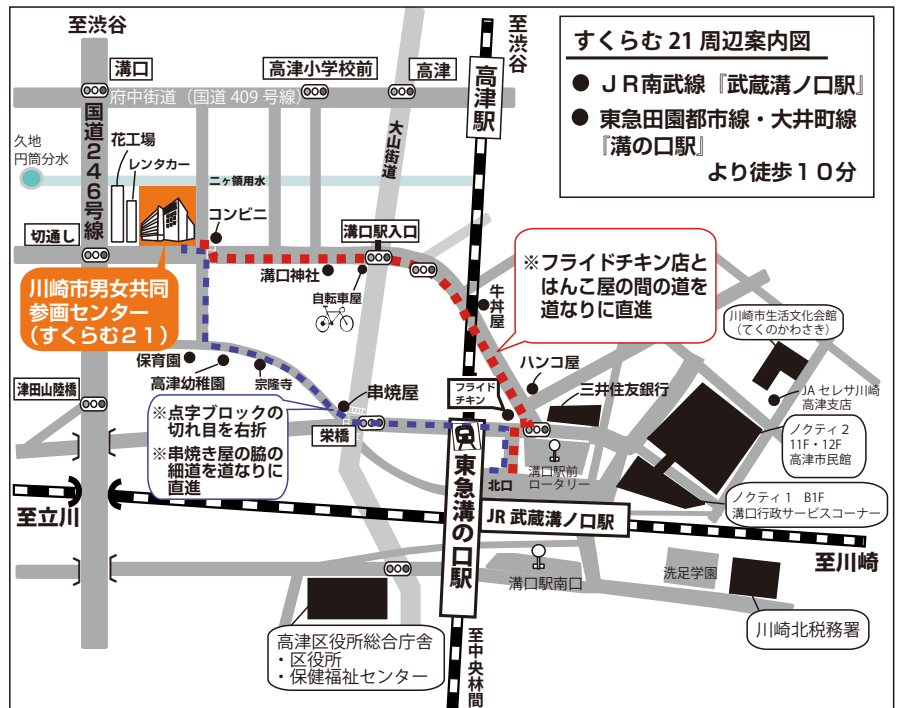 至渋谷
至渋谷
すくらむ21周辺案内図
● ＪＲ南武線『武蔵溝ノ口駅』
● 東急田園都市線・大井町線
『溝の口駅』
より徒歩１０分
溝口
高津小学校前
高津
高津駅
府中街道（国道409号線）
国道２４６号線
大山街道
久地
円筒分水
花工場
レンタカー
二ヶ領用水
コンビニ
切通し
溝口駅入口
溝口神社
自転車屋
川崎市男女共同
参画センター
（すくらむ２１）
※フライドチキン店と
はんこ屋の間の道を
道なりに直進
牛丼屋
川崎市生活文化会館
（てくのかわさき）
保育園
高津幼稚園
宗隆寺
ハンコ屋
津田山陸橋
串焼屋
フライド
チキン
三井住友銀行
JAセレサ川崎
高津支店
※点字ブロックの
切れ目を右折
※串焼き屋の脇の
細道を道なりに
直進
栄橋
ノクティ２
11F・12F
高津市民館
溝口駅前
ロータリー
北口
東急溝の口駅
ノクティ１ B1F
溝口行政サービスコーナー
至立川
JR 武蔵溝ノ口駅
至川崎
溝口駅南口
洗足学園
高津区役所総合庁舎
・区役所
・保健福祉センター
川崎北税務署
至中央林間